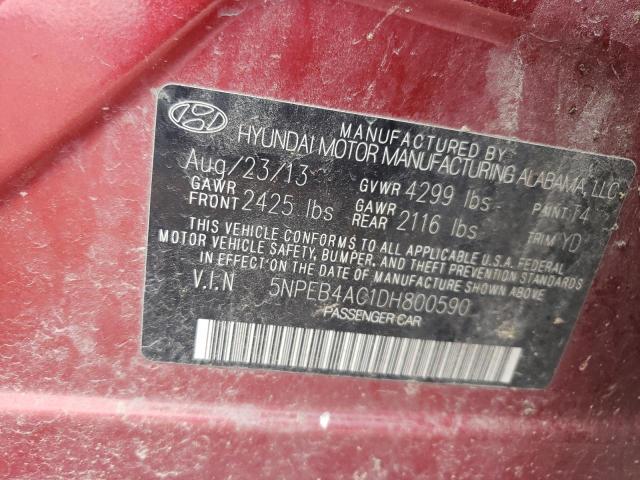 MANUFACTURED BY
HYUNDAI MOTOR MANUFACTURING ALABAMA, LLC
Aug/23/13
GAWR FRONT 2425 lbs
GVWR 4299 lbs
GAWR REAR 2116 lbs
PAINT T4
TRIM YD
THIS VEHICLE CONFORMS TO ALL APPLICABLE U.S.A. FEDERAL
MOTOR VEHICLE SAFETY, BUMPER, AND THEFT PREVENTION STANDARDS
IN EFFECT ON THE DATE OF MANUFACTURE SHOWN ABOVE.
V.I.N 5NPEB4AC1DH800590
PASSENGER CAR